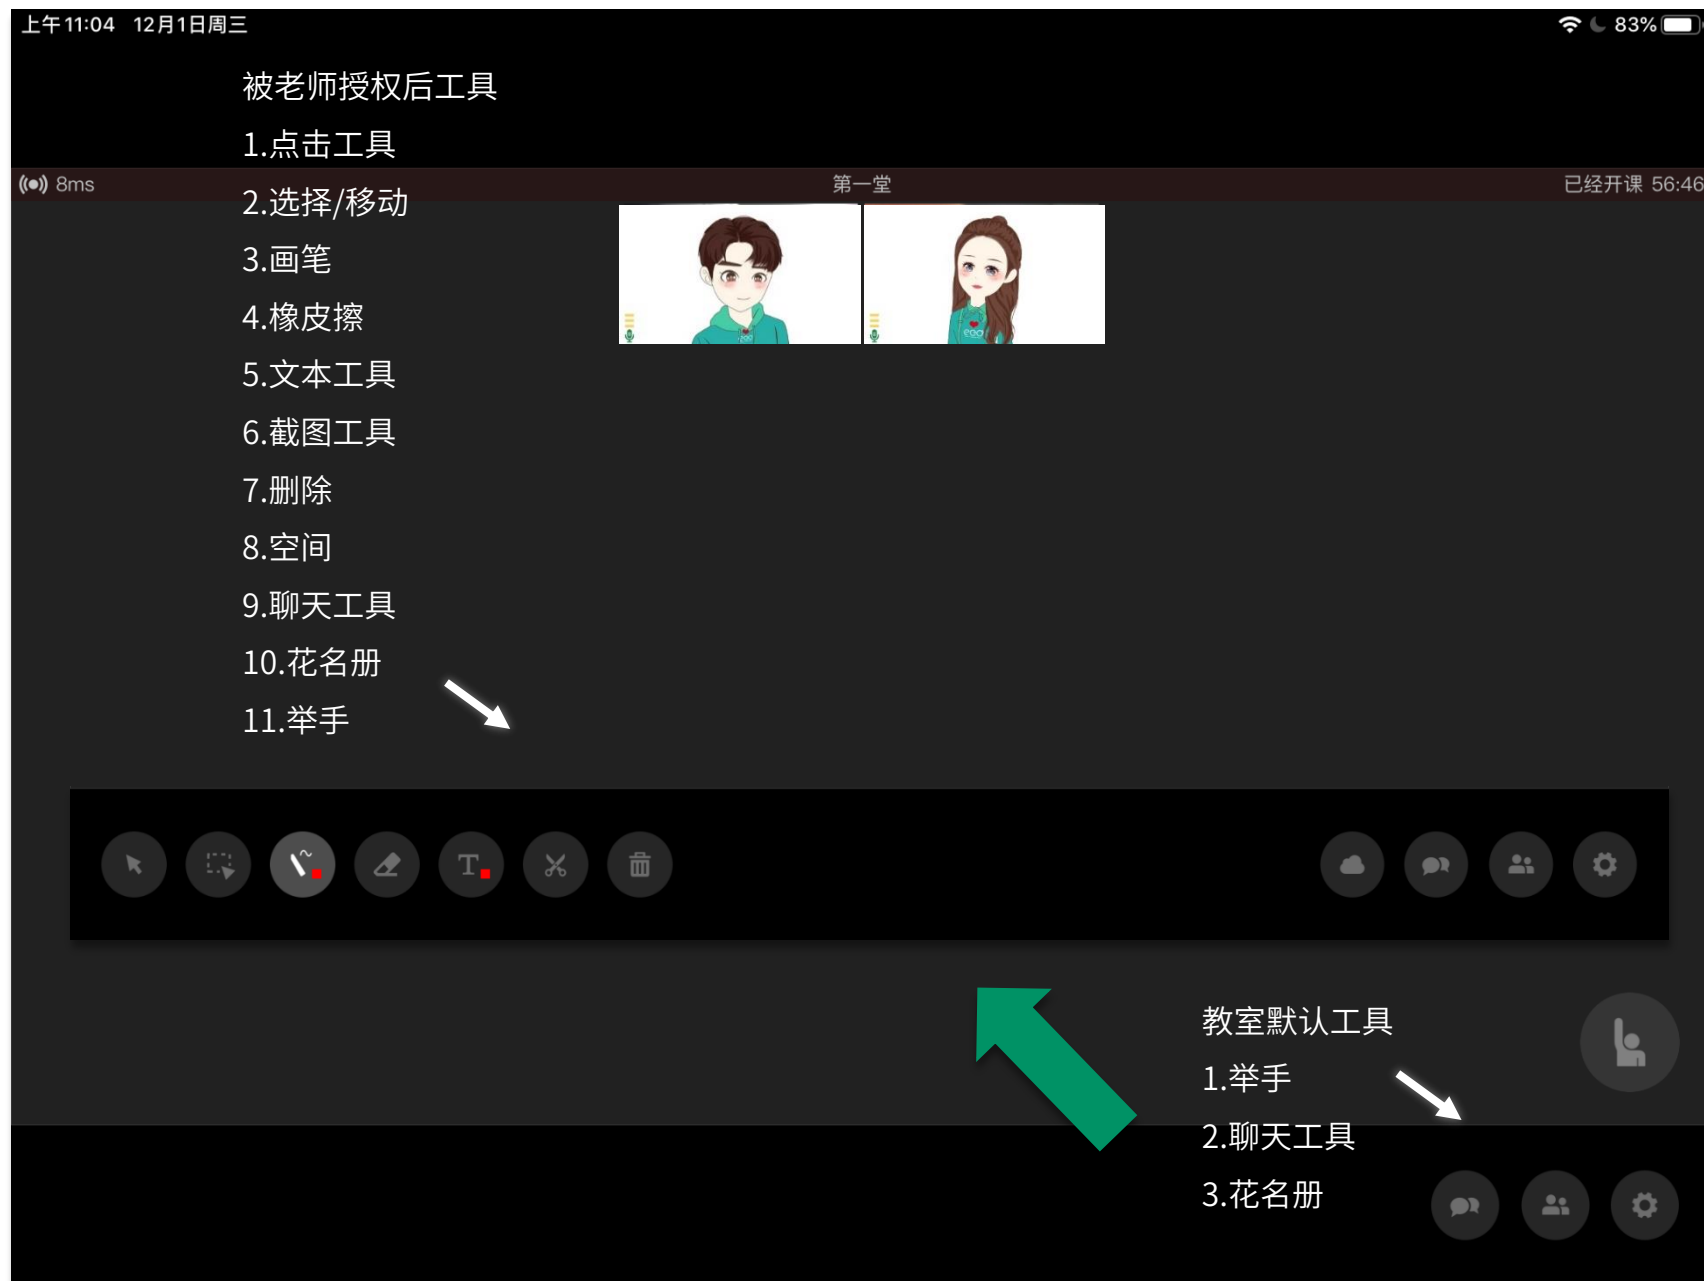 上午11:04 12月1日周三
83%
被老师授权后工具
1.点击工具
8ms
第一堂
已经开课 56:46
2.选择/移动
3.画笔
4.橡皮擦
5.文本工具
6.截图工具
7.删除
8.空间
9.聊天工具
10.花名册
11.举手
T
教室默认工具
1.举手
2.聊天工具
3.花名册